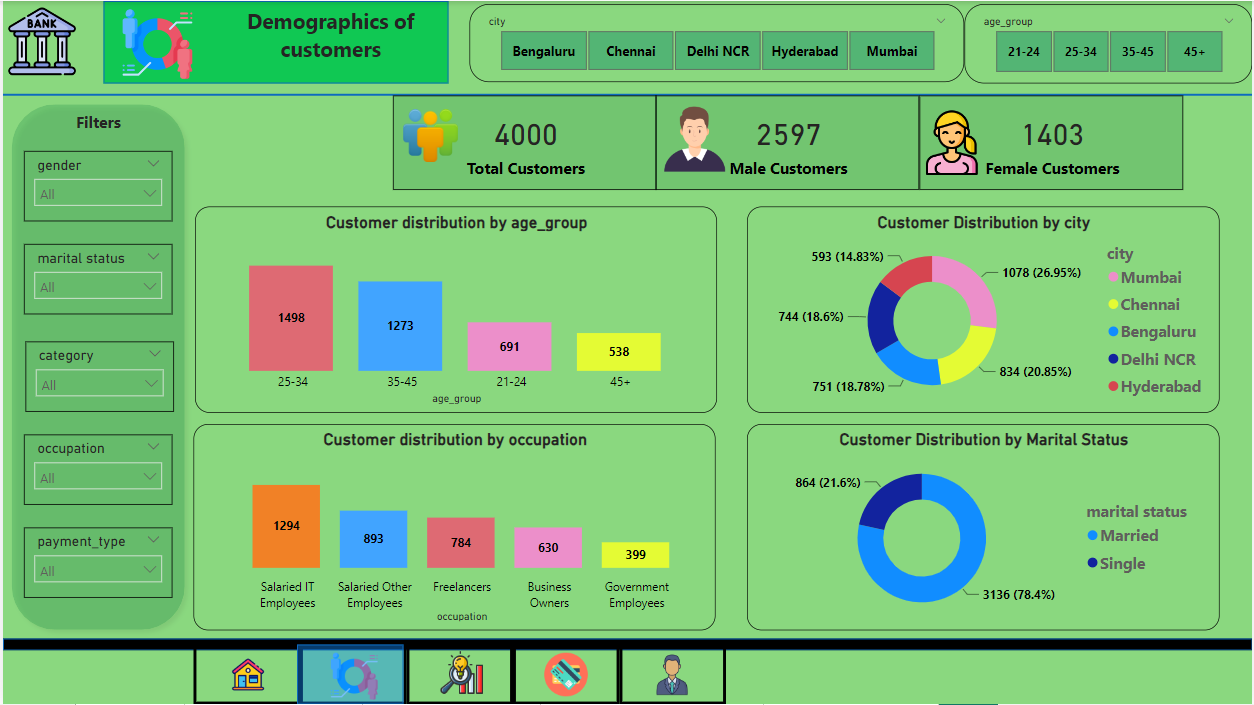 BANK
Demographics of
customers
city
Bengaluru
Chennai
Delhi NCR
Hyderabad
Mumbai
age_group
21-24
25-34
35-45
45+
Filters
gender
All
marital status
All
category
All
occupation
All
payment_type
All
4000
Total Customers
2597
Male Customers
1403
Female Customers
Customer distribution by age_group
1498
1273
691
538
25-34
35-45
21-24
45+
age_group
Customer Distribution by city
593 (14.83%)
1078 (26.95%)
744 (18.6%)
751 (18.78%)
834 (20.85%)
city
Mumbai
Chennai
Bengaluru
Delhi NCR
Hyderabad
Customer distribution by occupation
1294
893
784
630
399
Salaried IT
Employees
Salaried Other
Employees
Freelancers
Business
Owners
Government
Employees
occupation
Customer Distribution by Marital Status
864 (21.6%)
3136 (78.4%)
marital status
Married
Single